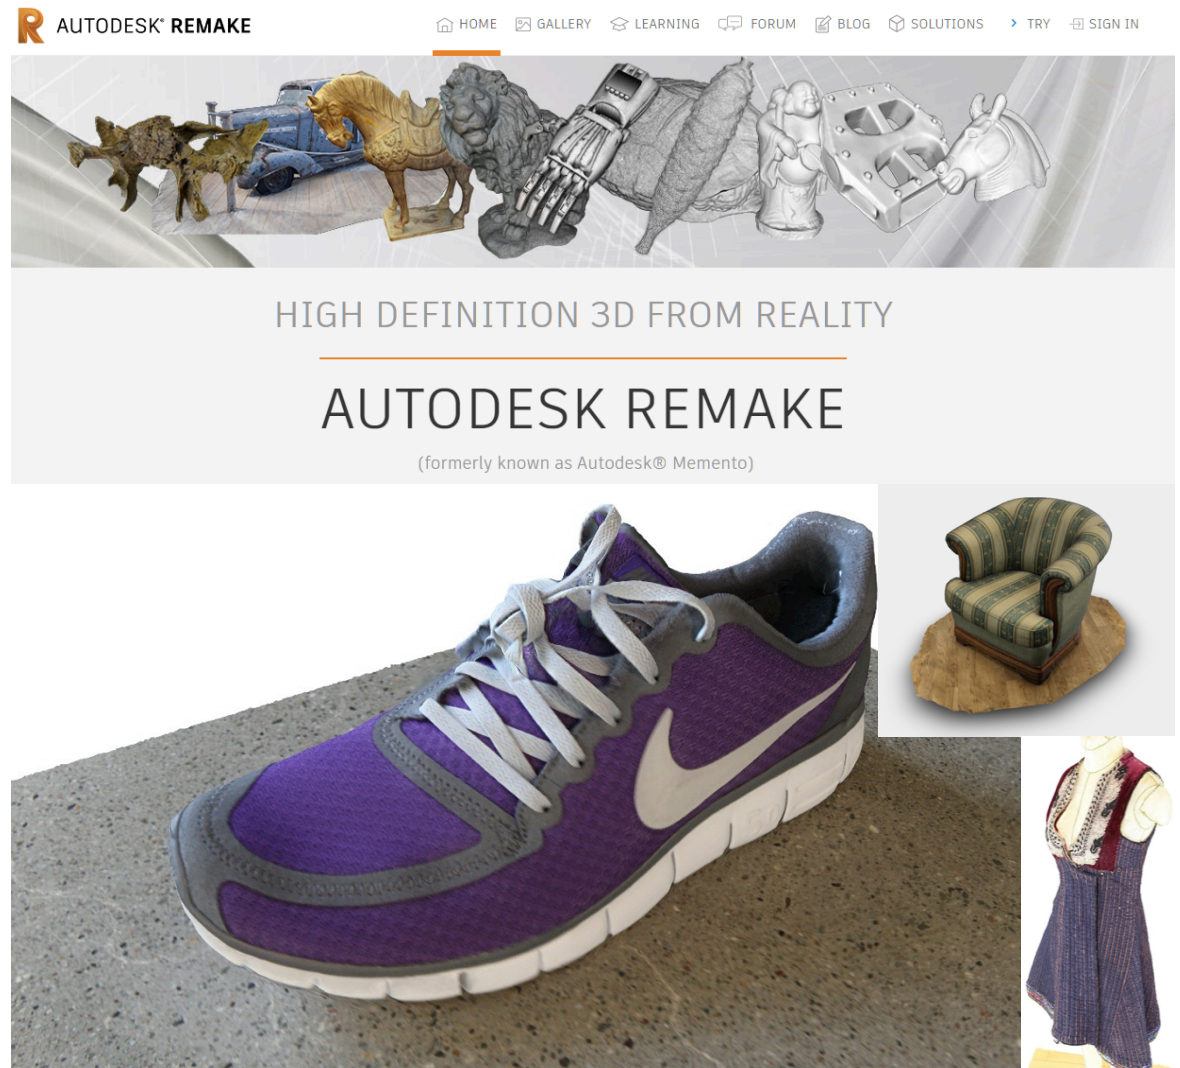 AUTODESK® REMAKE
HOME GALLERY LEARNING FORUM BLOG SOLUTIONS TRY SIGN IN
HIGH DEFINITION 3D FROM REALITY
AUTODESK REMAKE
(formerly known as Autodesk® Memento)